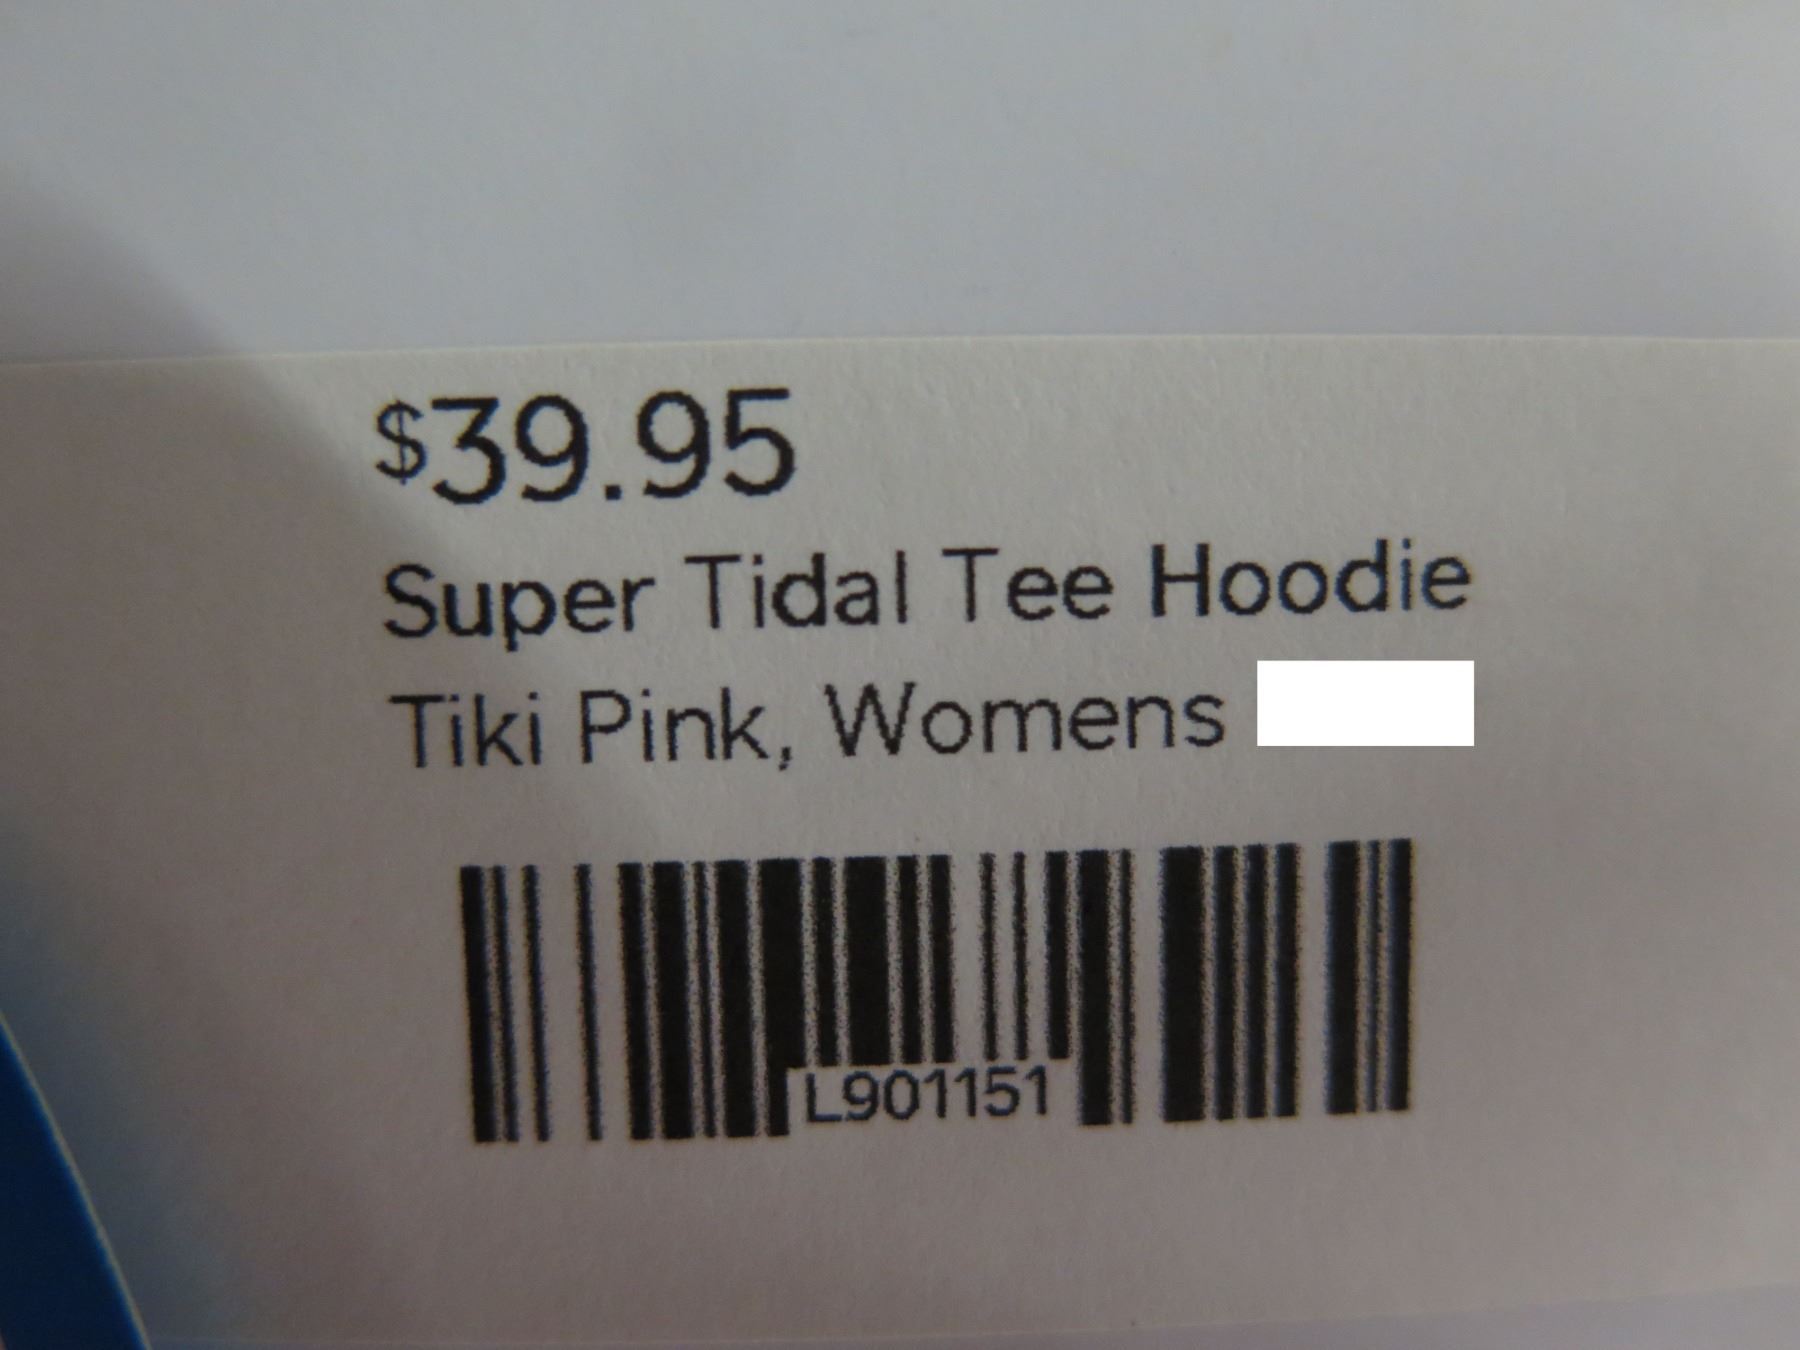 $39.95
Super Tidal Tee Hoodie
Tiki Pink, Womens
L901151